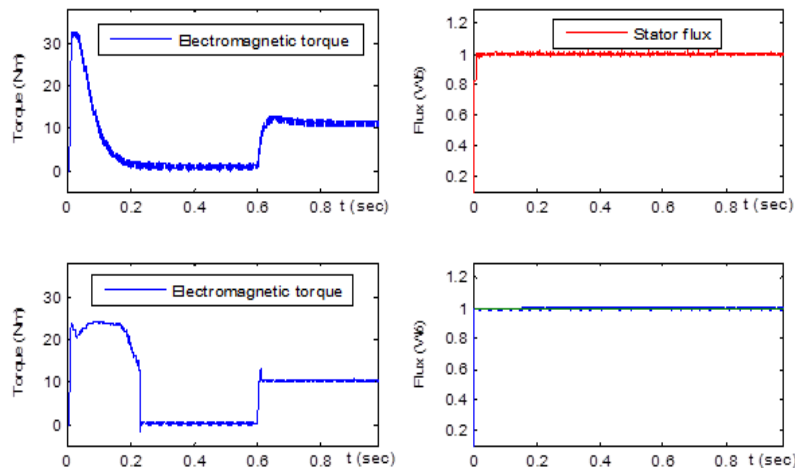 Electromagnetic torque
Torque (Nm)
30
20
10
0
0 0.2 0.4 0.6 0.8 t (sec)
Stator flux
1.2
1
0.8
0.6
0.4
0.2
0 0.2 0.4 0.6 0.8 t (sec)
Flux
Electromagnetic torque
Torque (Nm)
30
20
10
0
0 0.2 0.4 0.6 0.8 t (sec)
1.2
1
0.8
0.6
0.4
0.2
0 0.2 0.4 0.6 0.8 t (sec)
Flux